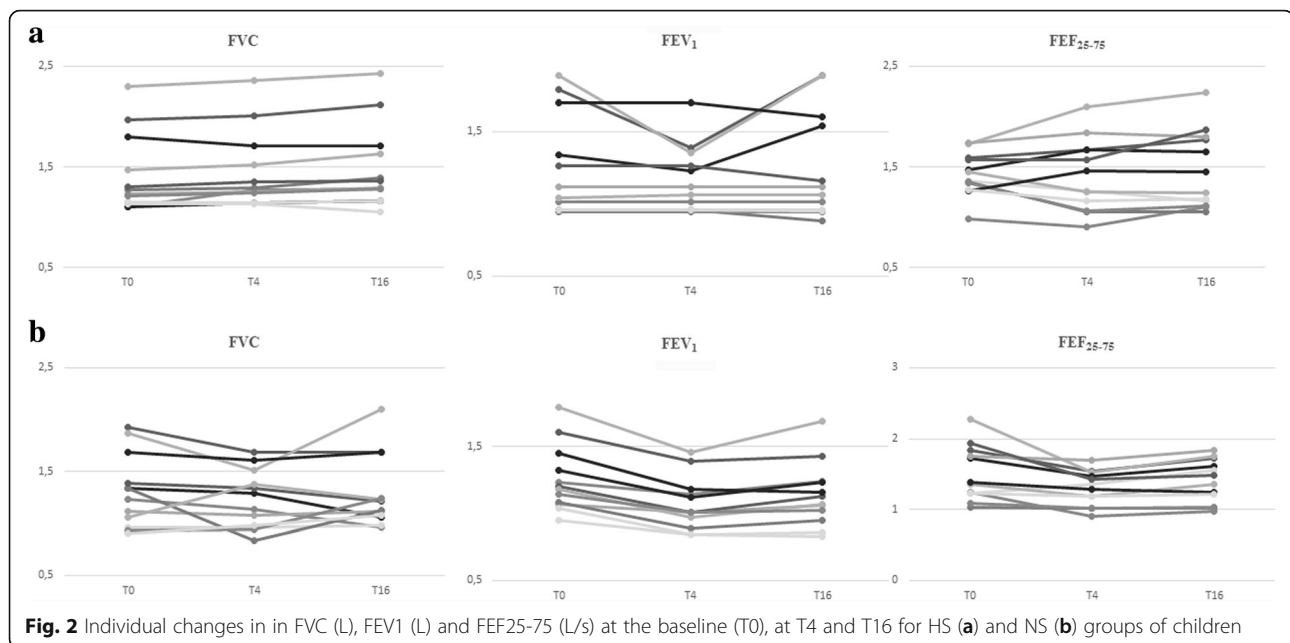 a
FVC
FEV1
FEF25-75
2,5
1,5
0,5
T0
T4
T16
1,5
0,5
T0
T4
T16
2,5
1,5
0,5
T0
T4
T16
b
FVC
FEV1
FEF25-75
2,5
1,5
0,5
T0
T4
T16
1,5
0,5
T0
T4
T16
3
2
1
0
T0
T4
T16
Fig. 2 Individual changes in in FVC (L), FEV1 (L) and FEF25-75 (L/s) at the baseline (T0), at T4 and T16 for HS (a) and NS (b) groups of children